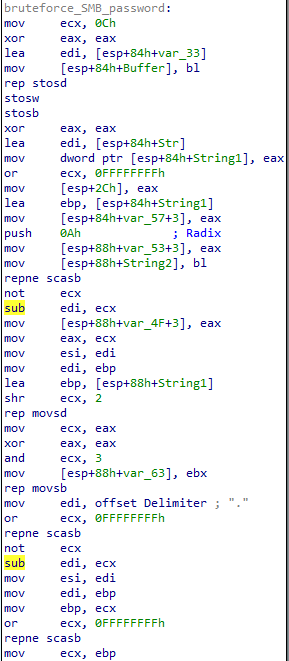 bruteforce_SMB_password:
mov     ecx, 0Ch
xor     eax, eax
lea     edi, [esp+84h+var_33]
mov     [esp+84h+Buffer], bl
rep stosd
stosw
stosb
xor     eax, eax
lea     edi, [esp+84h+Str]
mov     dword ptr [esp+84h+String1], eax
or      ecx, 0FFFFFFFFh
mov     [esp+2Ch], eax
lea     ebp, [esp+84h+String1]
mov     [esp+84h+var_57+3], eax
push    0Ah             ; Radix
mov     [esp+88h+var_53+3], eax
mov     [esp+88h+String2], bl
repne scasb
not     ecx
sub     edi, ecx
mov     [esp+88h+var_4F+3], eax
mov     eax, ecx
mov     esi, edi
mov     edi, ebp
lea     ebp, [esp+88h+String1]
shr     ecx, 2
rep movsd
mov     ecx, eax
xor     eax, eax
and     ecx, 3
mov     [esp+88h+var_63], ebx
rep movsb
mov     edi, offset Delimiter ; "."
or      ecx, 0FFFFFFFFh
repne scasb
not     ecx
sub     edi, ecx
mov     esi, edi
mov     edi, ebp
mov     ebp, ecx
or      ecx, 0FFFFFFFFh
repne scasb
mov     ecx, ebp